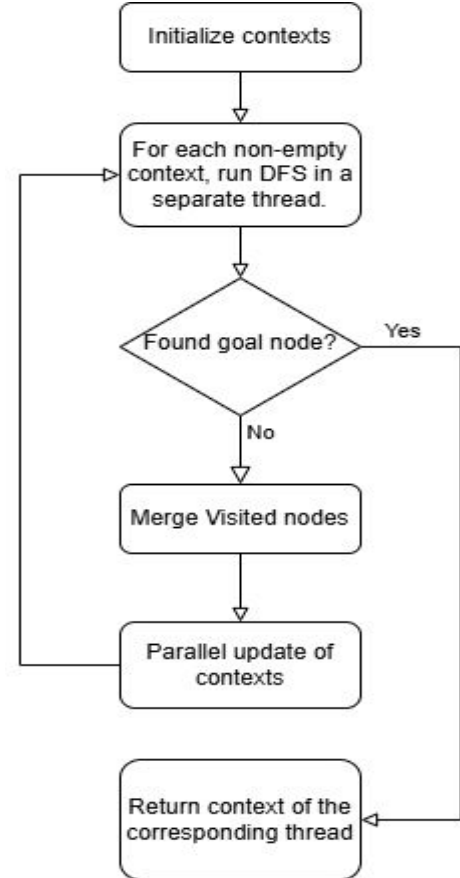 Initialize contexts
For each non-empty
context, run DFS in a
separate thread.
Found goal node?
Yes
No
Merge Visited nodes
Parallel update of
contexts
Return context of the
corresponding thread